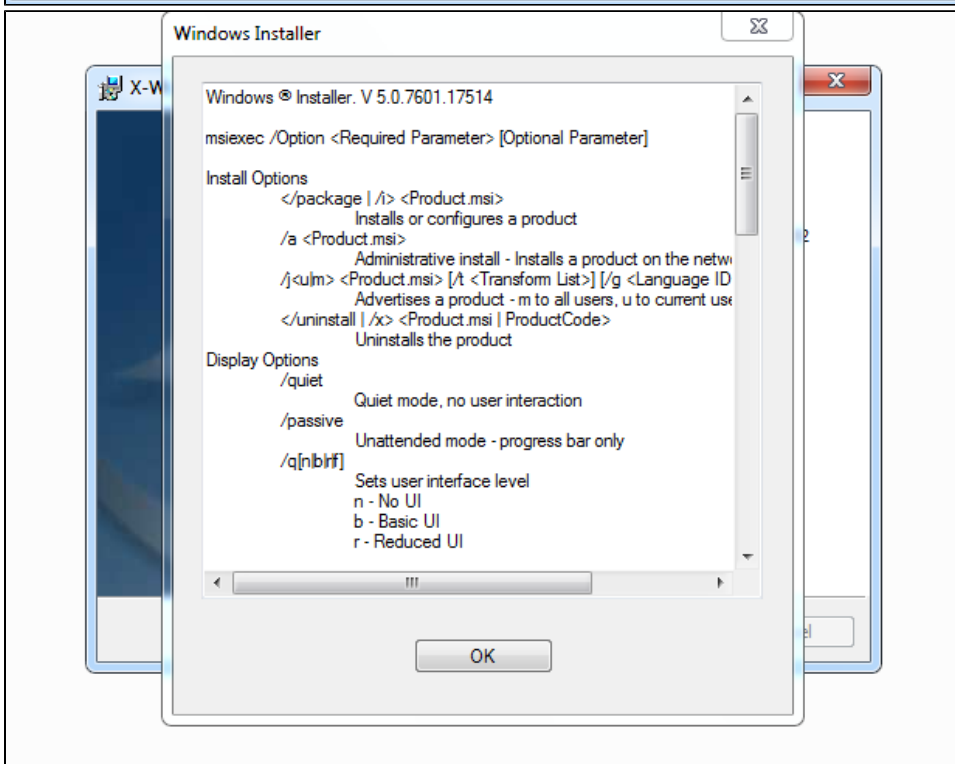 Windows Installer
X-W
Windows ® Installer. V 5.0.7601.17514
msiexec /Option <Required Parameter> [Optional Parameter]
Install Options
</package | /i> <Product.msi>
Installs or configures a product
/a <Product.msi>
Administrative install - Installs a product on the netw
/j<u|m> <Product.msi> [/t <Transform List>] [/g <Language ID
Advertises a product - m to all users, u to current use
</uninstall | /x> <Product.msi | ProductCode>
Uninstalls the product
Display Options
/quiet
Quiet mode, no user interaction
/passive
Unattended mode - progress bar only
/q[n|b|r|f]
Sets user interface level
n - No UI
b - Basic UI
r - Reduced UI
OK